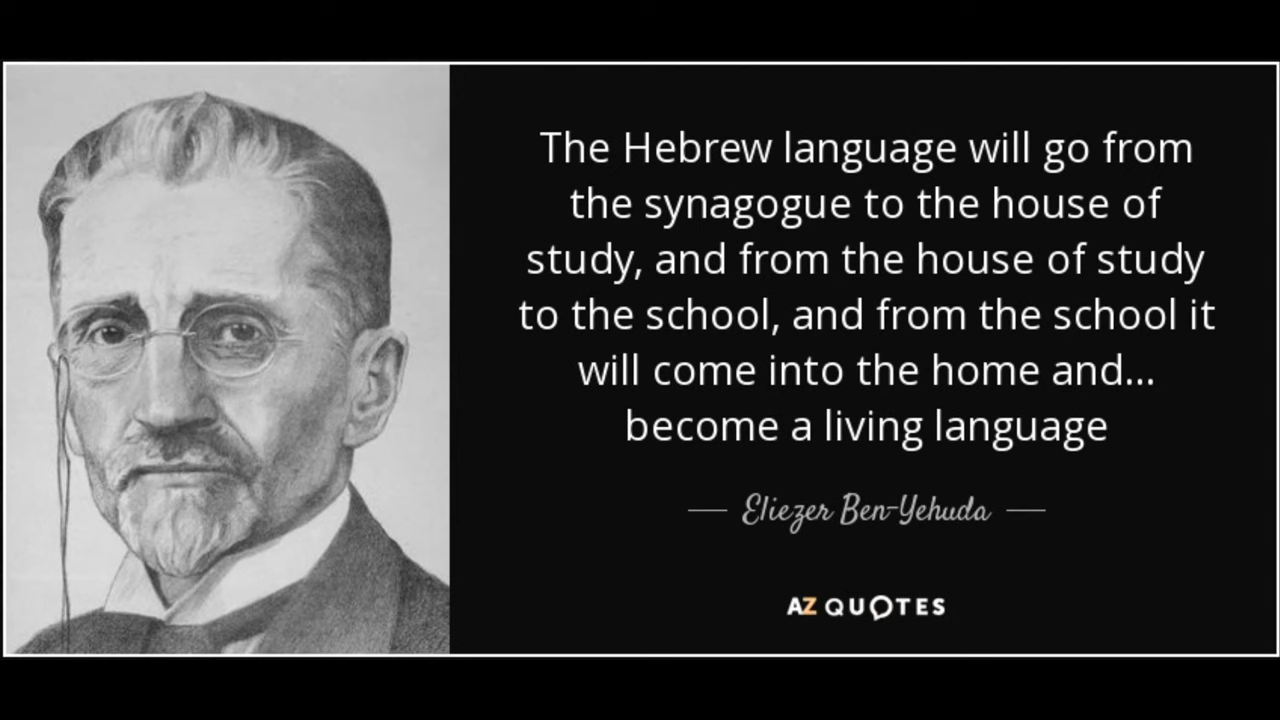 The Hebrew language will go from
the synagogue to the house of
study, and from the house of study
to the school, and from the school it
will come into the home and...
become a living language
Eliezer Ben-Yehuda
AZ QUOTES